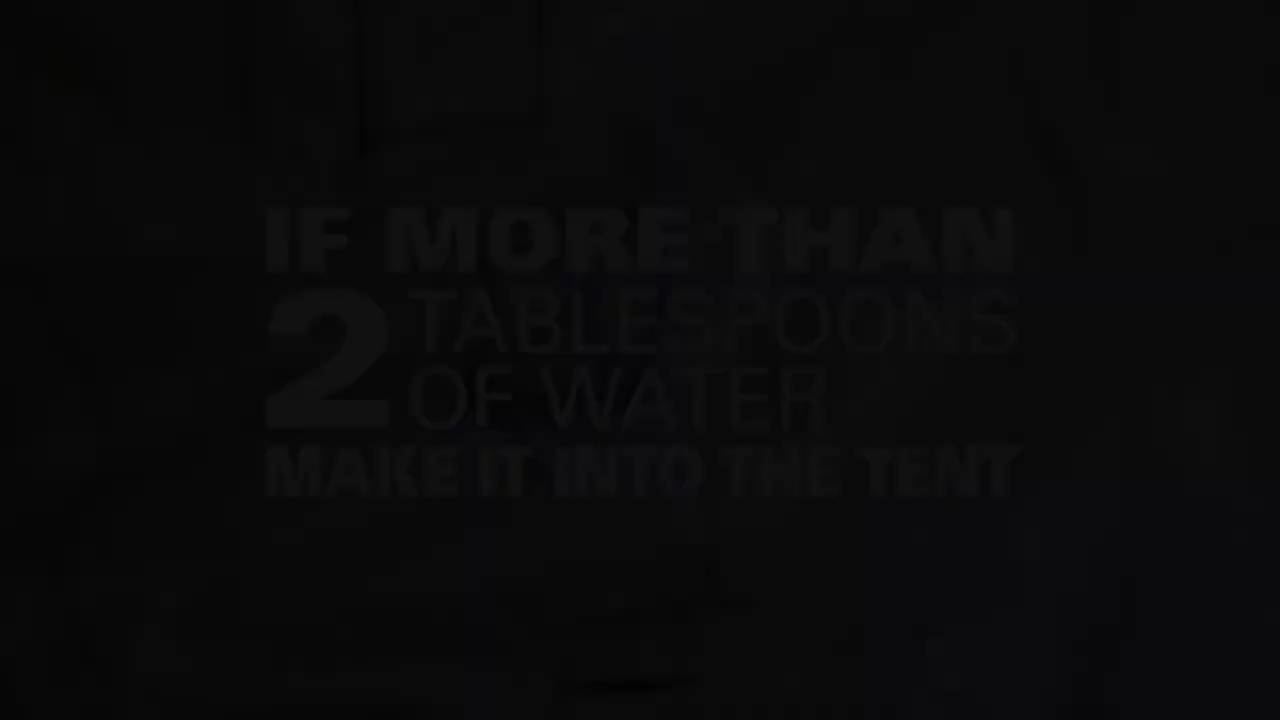 IF MORE THAN
2 TABLESPOONS
OF WATER
MAKE IT INTO THE TENT